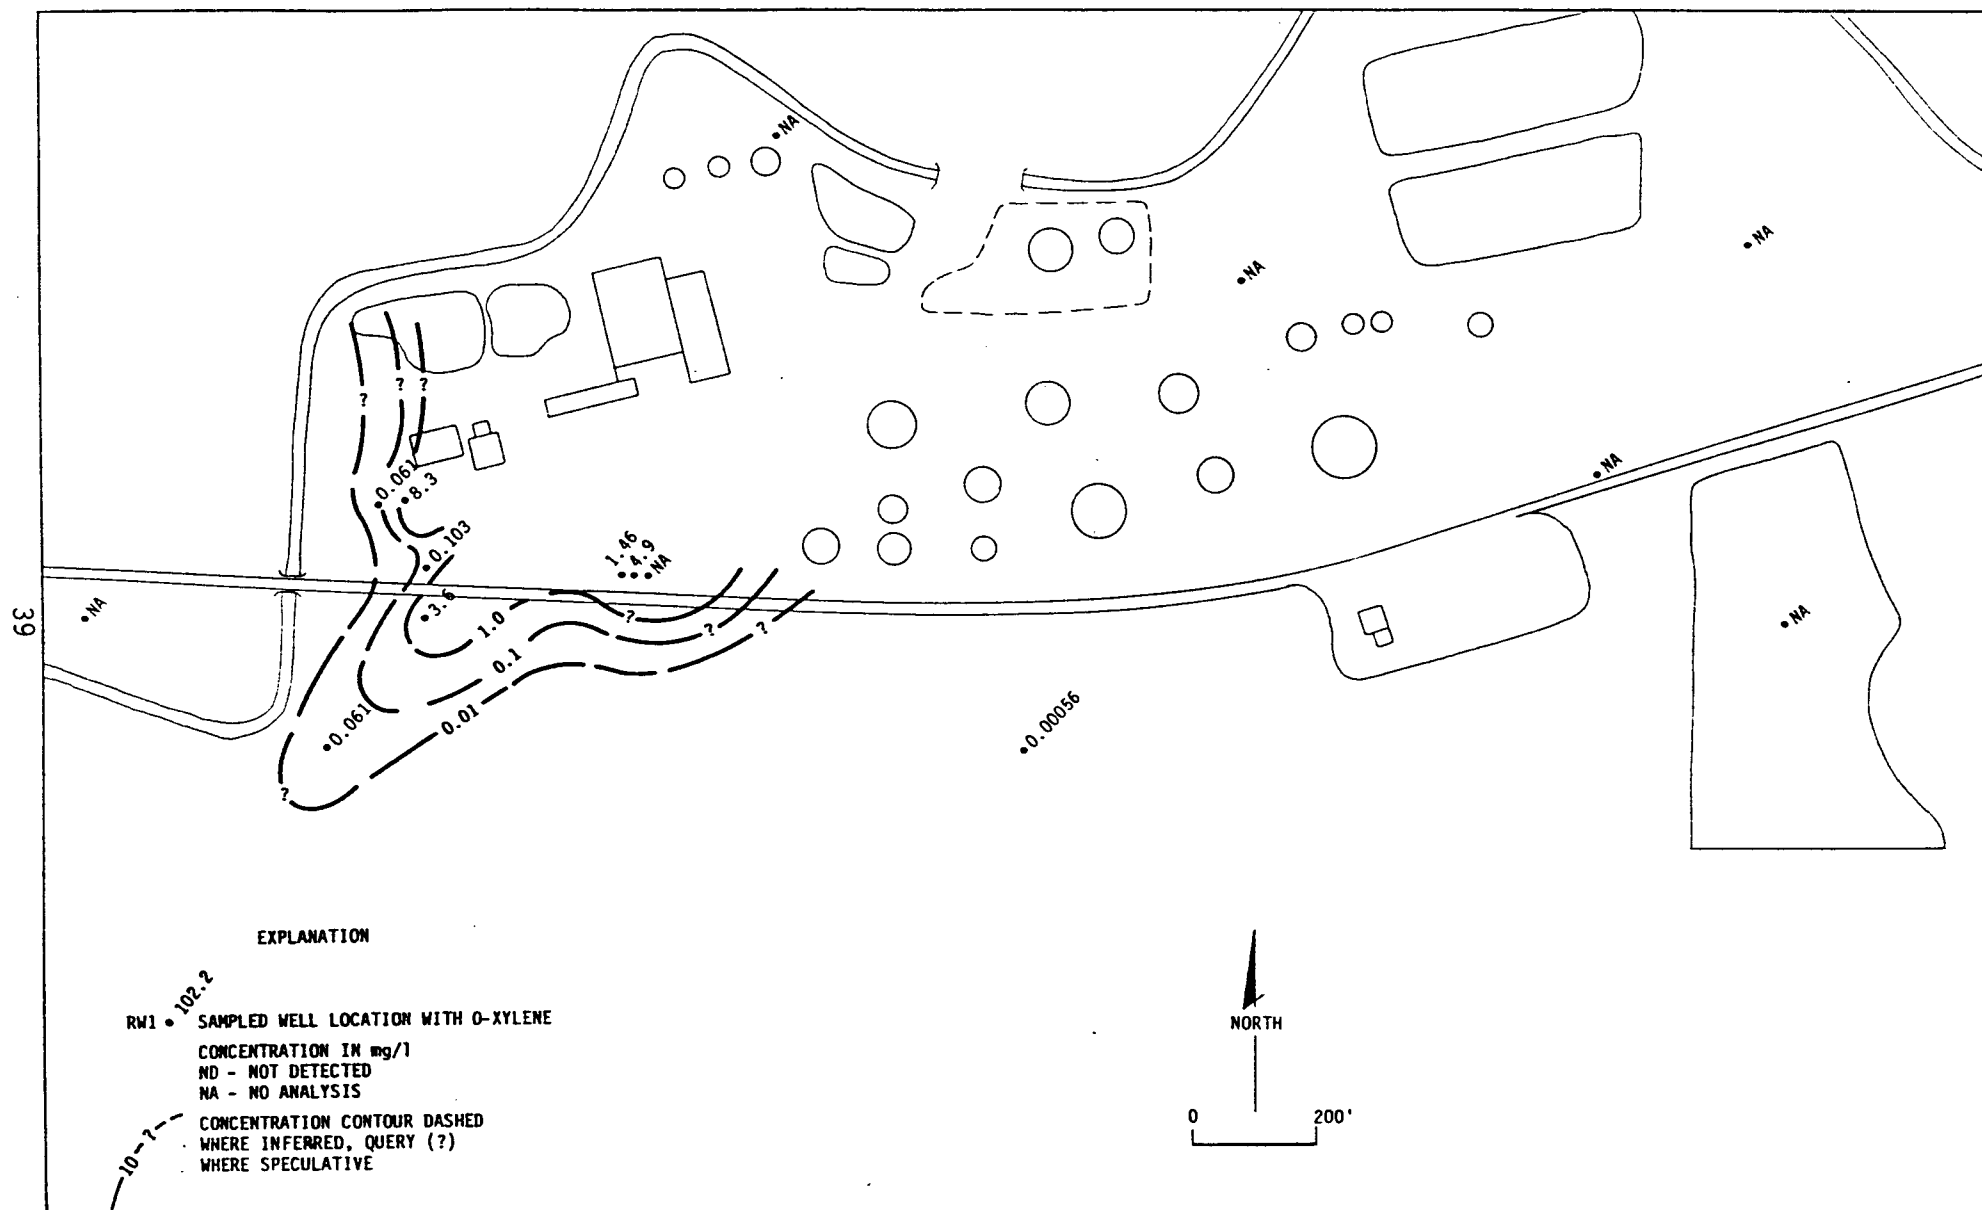 NA
NA
NA
?
?
?
0.061
8.3
NA
0.103
1.46
4.9
NA
39
NA
3.6
1.0
?
?
?
NA
0.1
0.061
0.01
0.00056
?
EXPLANATION
102.2
RW1 • SAMPLED WELL LOCATION WITH O-XYLENE
CONCENTRATION IN mg/l
ND - NOT DETECTED
NA - NO ANALYSIS
10-?-- CONCENTRATION CONTOUR DASHED
WHERE INFERRED, QUERY (?)
WHERE SPECULATIVE
NORTH
0 200'